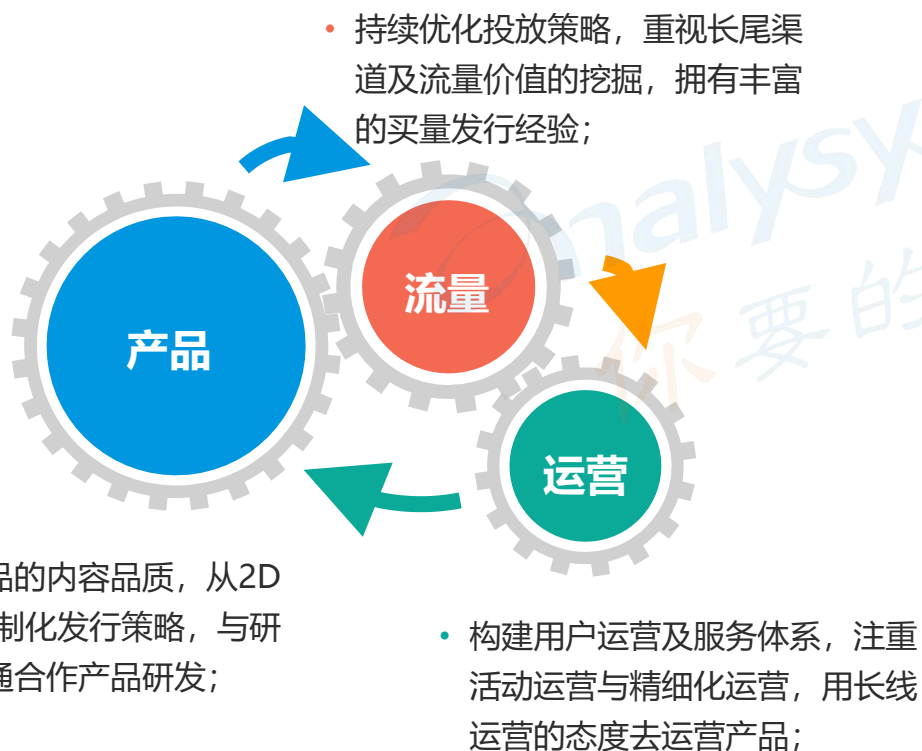 • 持续优化投放策略，重视长尾渠
道及流量价值的挖掘，拥有丰富
的买量发行经验；
流量
产品
运营
品的内容品质，从2D
制化发行策略，与研
通合作产品研发；
• 构建用户运营及服务体系，注重
活动运营与精细化运营，用长线
运营的态度去运营产品；
nalysy
你要的